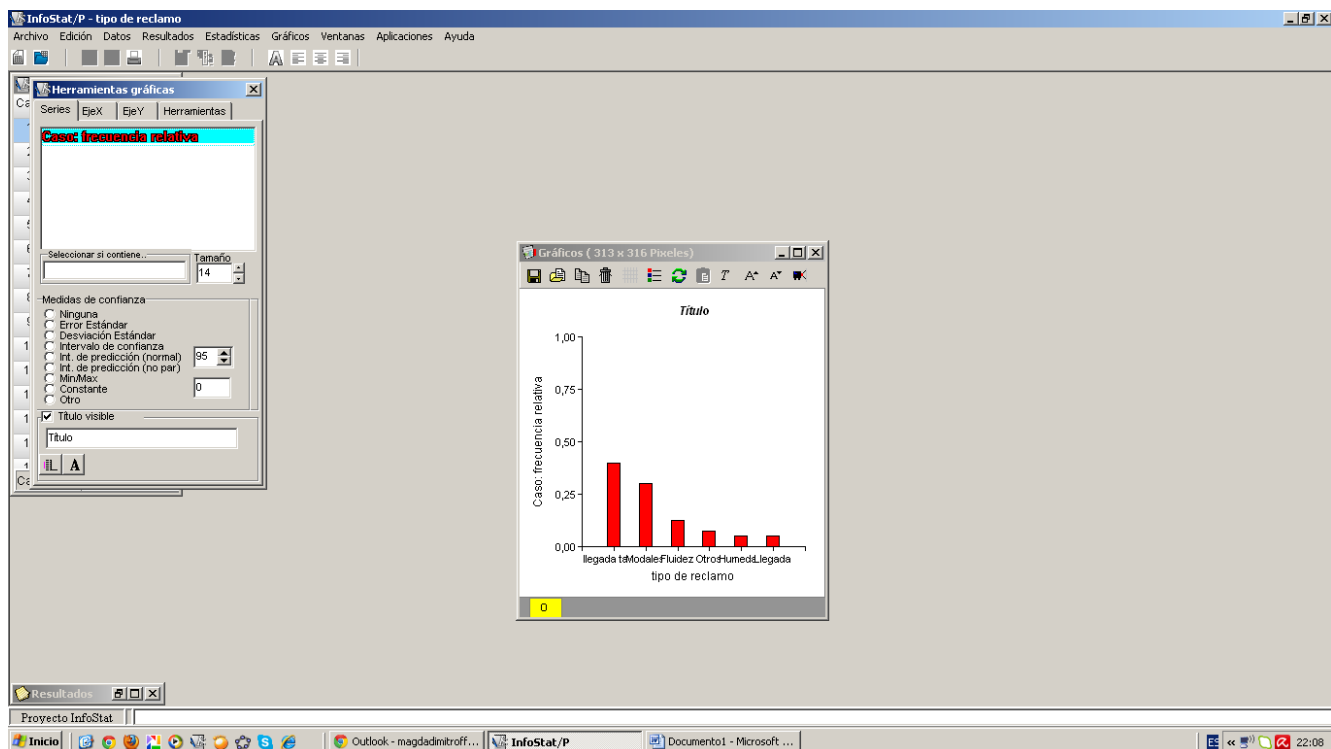 InfoStat/P - tipo de reclamo
Archivo Edición Datos Resultados Estadísticas Gráficos Ventanas Aplicaciones Ayuda
Herramientas gráficas
Series EjeX EjeY Herramientas
Caso: frecuencia relativa
Seleccionar si contiene..
Tamaño
14
Medidas de confianza
Ninguna
Error Estándar
Desviación Estándar
Intervalo de confianza
Int. de predicción (normal)
95
Int. de predicción (no par)
Min/Max
Constante
0
Otro
Título visible
Título
A
Gráficos ( 313 x 316 Pixeles)
Título
1,00
0,75
0,50
0,25
0,00
Caso: frecuencia relativa
llegada ta Modales Fluidez Otros Humeda Llegada
tipo de reclamo
0
Resultados
Proyecto InfoStat
Inicio
Outlook - magdadimitroff...
InfoStat/P
Documento1 - Microsoft ...
ES
22:08